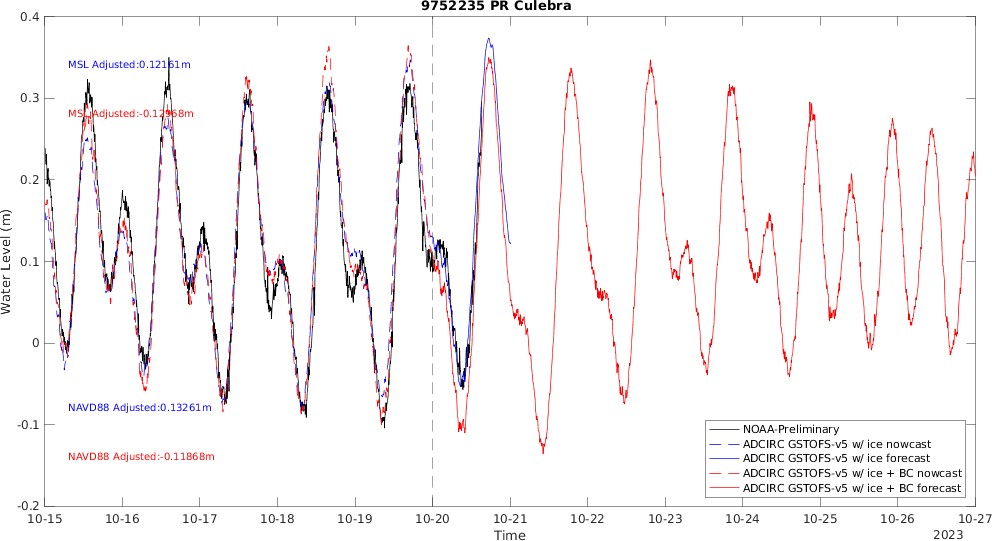 9752235 PR Culebra
0.4
0.3
0.2
0.1
0
-0.1
-0.2
Water Level (m)
MSL Adjusted:0.12161m
MSL Adjusted:-0.12968m
NAVD88 Adjusted:0.13261m
NAVD88 Adjusted:-0.11868m
NOAA-Preliminary
ADCIRC GSTOFS-v5 w/ ice nowcast
ADCIRC GSTOFS-v5 w/ ice forecast
ADCIRC GSTOFS-v5 w/ ice + BC nowcast
ADCIRC GSTOFS-v5 w/ ice + BC forecast
10-15 10-16 10-17 10-18 10-19 10-20 10-21 10-22 10-23 10-24 10-25 10-26 10-27
Time
2023